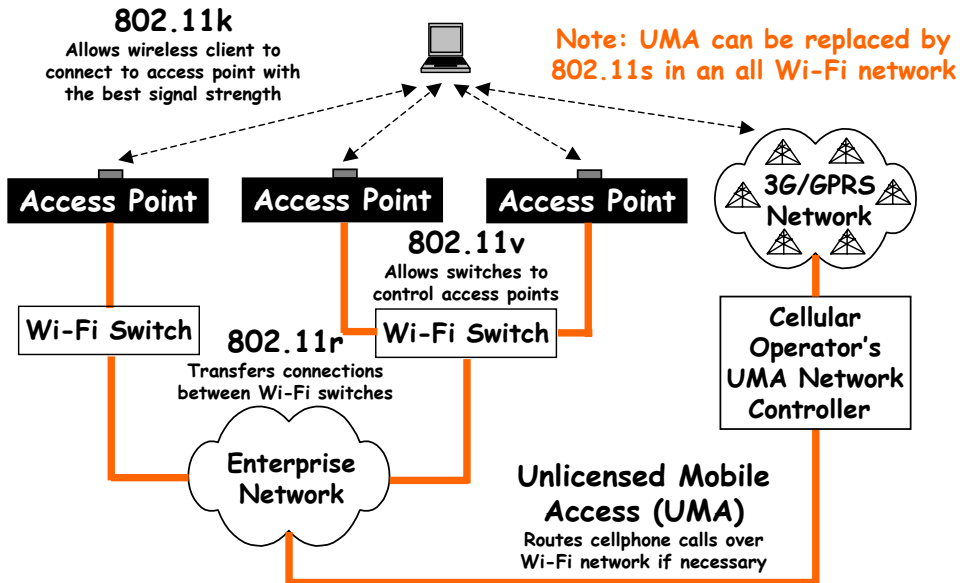 802.11k
Allows wireless client to
connect to access point with
the best signal strength
Note: UMA can be replaced by
802.11s in an all Wi-Fi network
Access Point
Access Point
Access Point
3G/GPRS
Network
802.11v
Allows switches to
control access points
Wi-Fi Switch
Wi-Fi Switch
802.11r
Transfers connections
between Wi-Fi switches
Cellular
Operator's
UMA Network
Controller
Enterprise
Network
Unlicensed Mobile
Access (UMA)
Routes cellphone calls over
Wi-Fi network if necessary